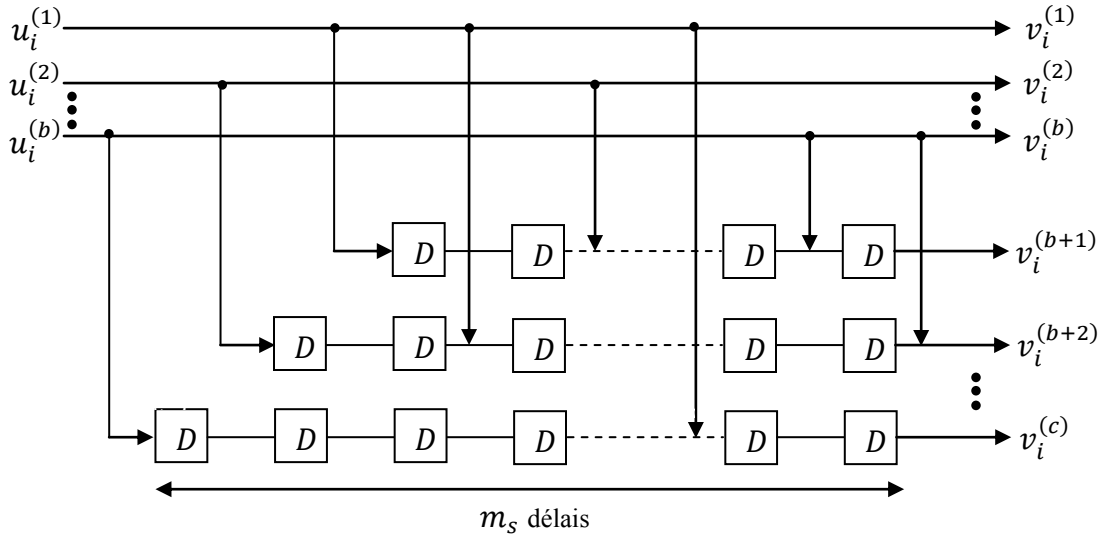 u_i^{(1)} v_i^{(1)}
u_i^{(2)} v_i^{(2)}
u_i^{(b)} v_i^{(b)}
D D D D v_i^{(b+1)}
D D D D D v_i^{(b+2)}
D D D D D D v_i^{(c)}
m_s délais